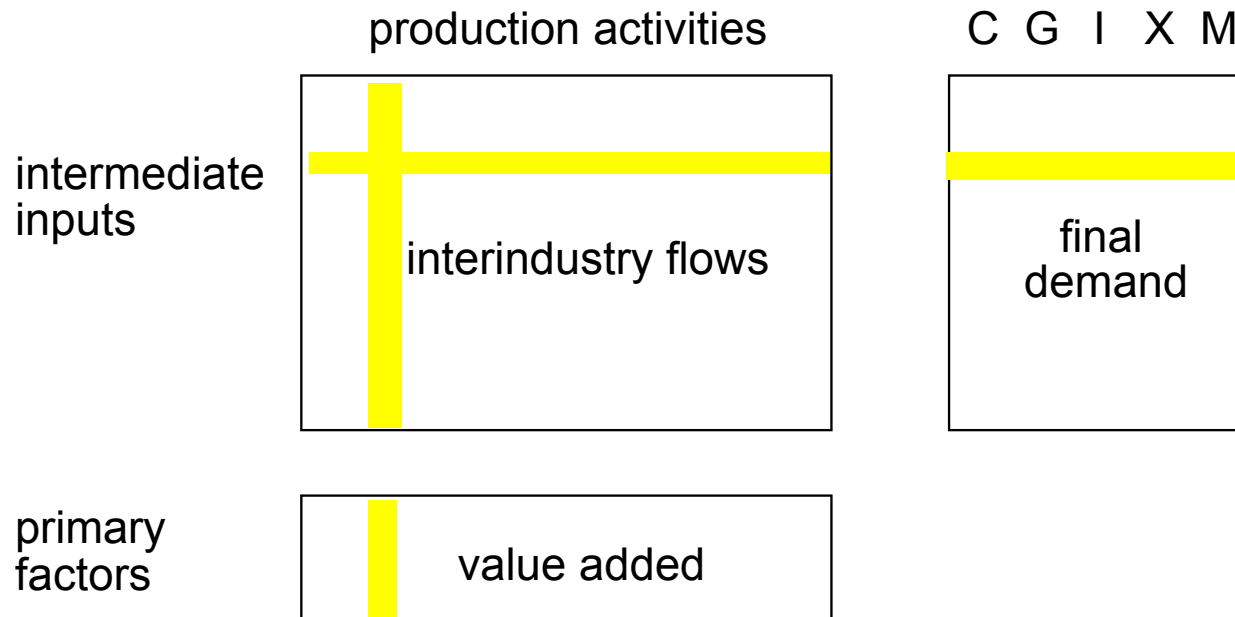 production activities
C G I X M
intermediate
inputs
interindustry flows
final
demand
primary
factors
value added